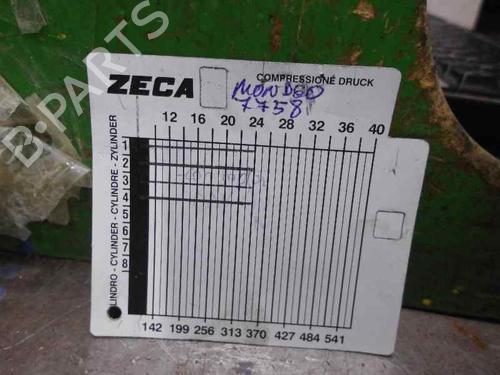 B-PARTS
ZECA
COMPRESSIONE DRUCK
MONDEO
7758
12 16 20 24 28 32 36 40
CILINDRO - CYLINDER - CYLINDRE - ZYLINDER
1
2
3
4
5
6
7
8
142 199 256 313 370 427 484 541